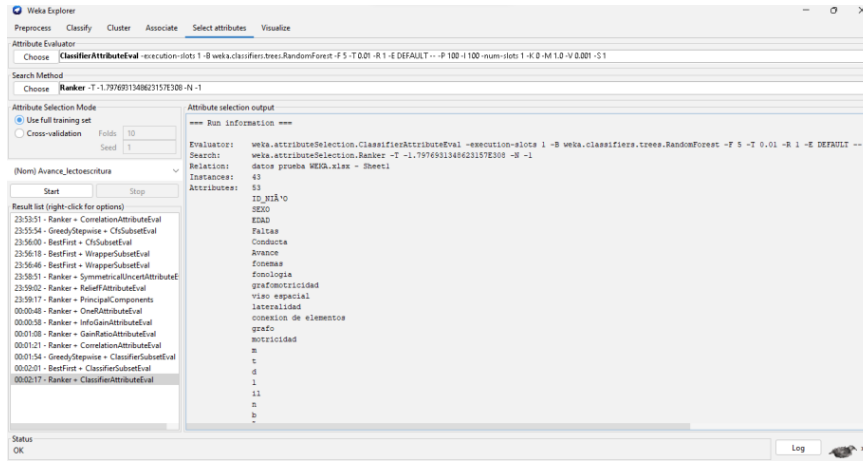 Weka Explorer
Preprocess Classify Cluster Associate Select attributes Visualize
Attribute Evaluator
Choose ClassifierAttributeEval -execution-slots 1 -B weka.classifiers.trees.RandomForest -F 5 -T 0.01 -R 1 -E DEFAULT -- -P 100 -I 100 -num-slots 1 -K 0 -M 1.0 -V 0.001 -S 1
Search Method
Choose Ranker -T -1.7976931348623157E308 -N -1
Attribute Selection Mode
Use full training set
Cross-validation Folds 10
Seed 1
(Nom) Avance_lectoescritura
Start Stop
Result list (right-click for options)
23:53:51 - Ranker + CorrelationAttributeEval
23:55:54 - GreedyStepwise + CfsSubsetEval
23:56:00 - BestFirst + CfsSubsetEval
23:56:18 - BestFirst + WrapperSubsetEval
23:56:46 - BestFirst + WrapperSubsetEval
23:58:51 - Ranker + SymmetricalUncertAttributeE
23:59:02 - Ranker + ReliefFAttributeEval
23:59:17 - Ranker + PrincipalComponents
00:00:48 - Ranker + OneRAttributeEval
00:00:58 - Ranker + InfoGainAttributeEval
00:01:08 - Ranker + GainRatioAttributeEval
00:01:21 - Ranker + CorrelationAttributeEval
00:01:54 - GreedyStepwise + ClassifierSubsetEval
00:02:01 - BestFirst + ClassifierSubsetEval
00:02:17 - Ranker + ClassifierAttributeEval
Attribute selection output
=== Run information ===
Evaluator: weka.attributeSelection.ClassifierAttributeEval -execution-slots 1 -B weka.classifiers.trees.RandomForest -F 5 -T 0.01 -R 1 -E DEFAULT --
Search: weka.attributeSelection.Ranker -T -1.7976931348623157E308 -N -1
Relation: datos prueba WEKA.xlsx - Sheet1
Instances: 43
Attributes: 53
ID_NIÃ‘O
SEXO
EDAD
Faltas
Conducta
Avance
fonemas
fonologia
grafomotricidad
viso espacial
lateralidad
conexion de elementos
grafo
motricidad
m
t
d
l
il
n
b
Status
OK
Log